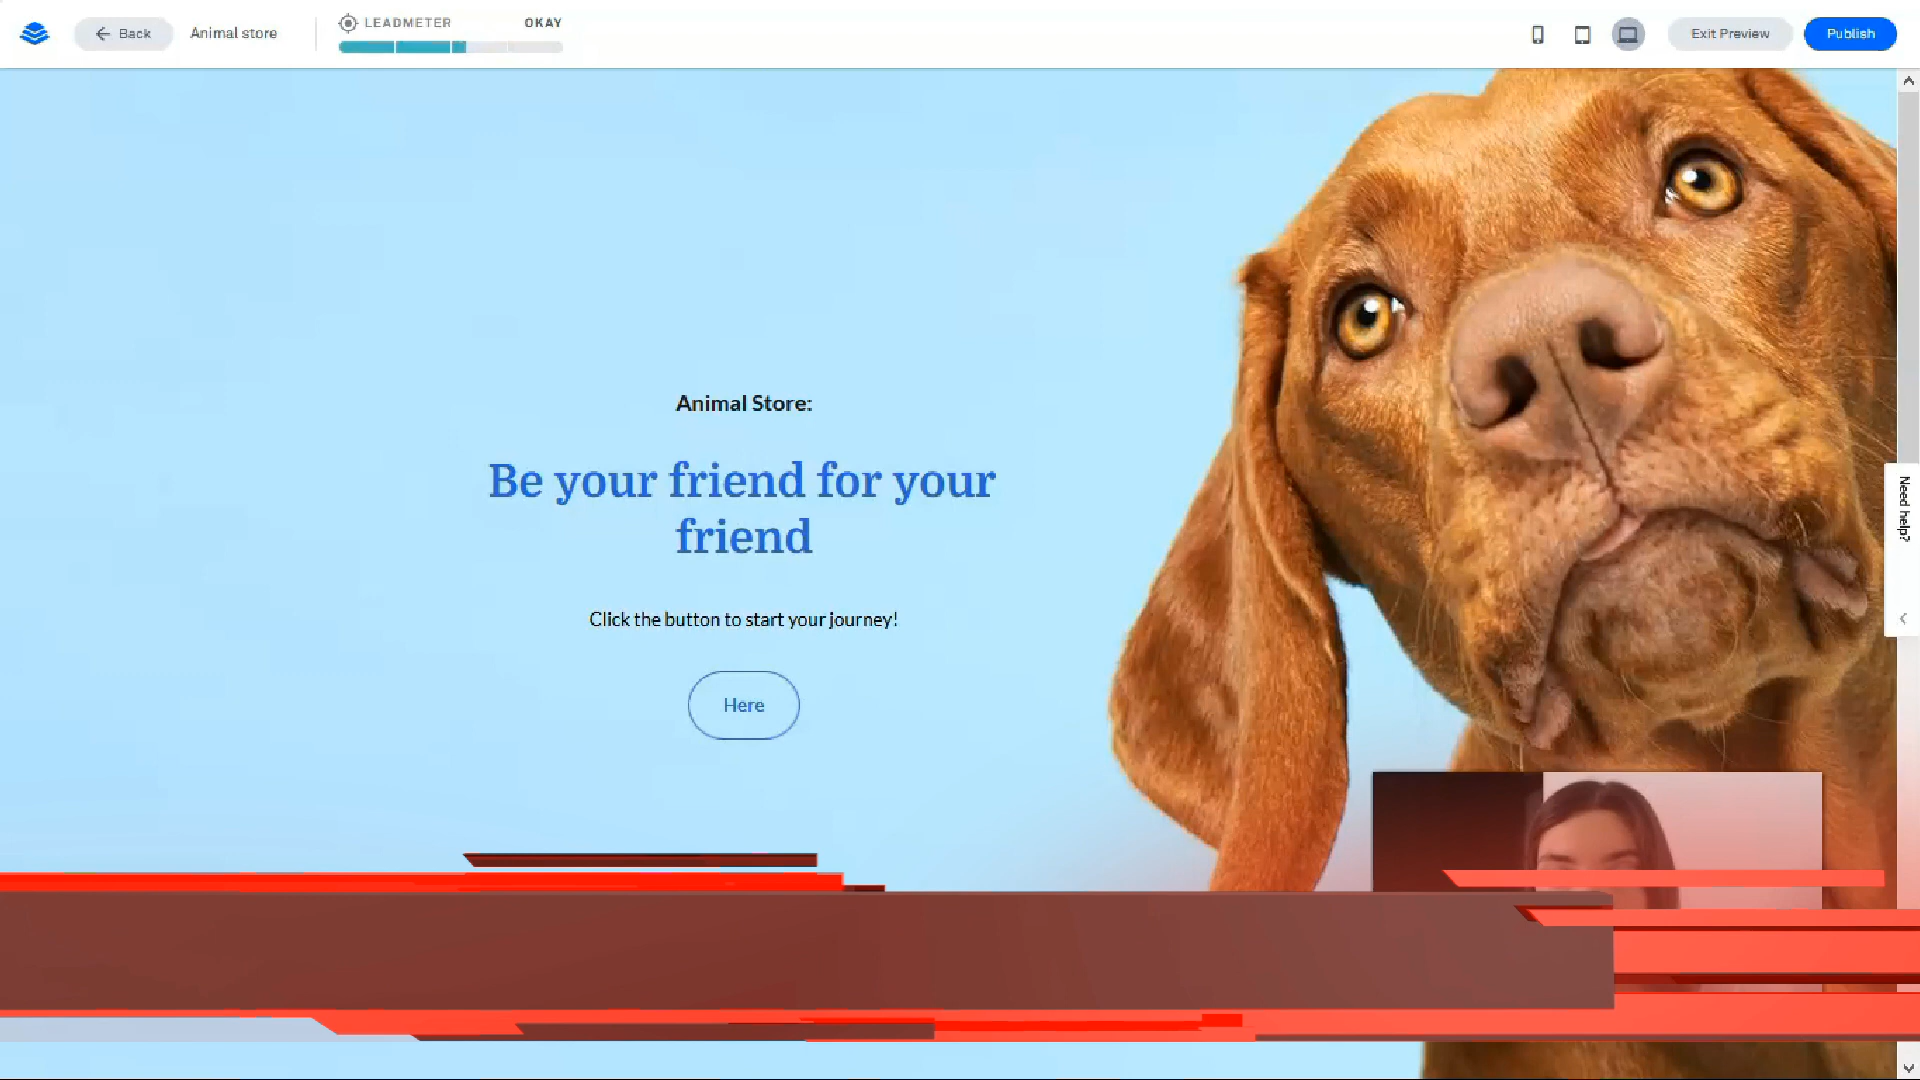 Back
Animal store
LEADMETER
OKAY
Exit Preview
Publish
Animal Store:
Be your friend for your
friend
Click the button to start your journey!
Here
Need help?